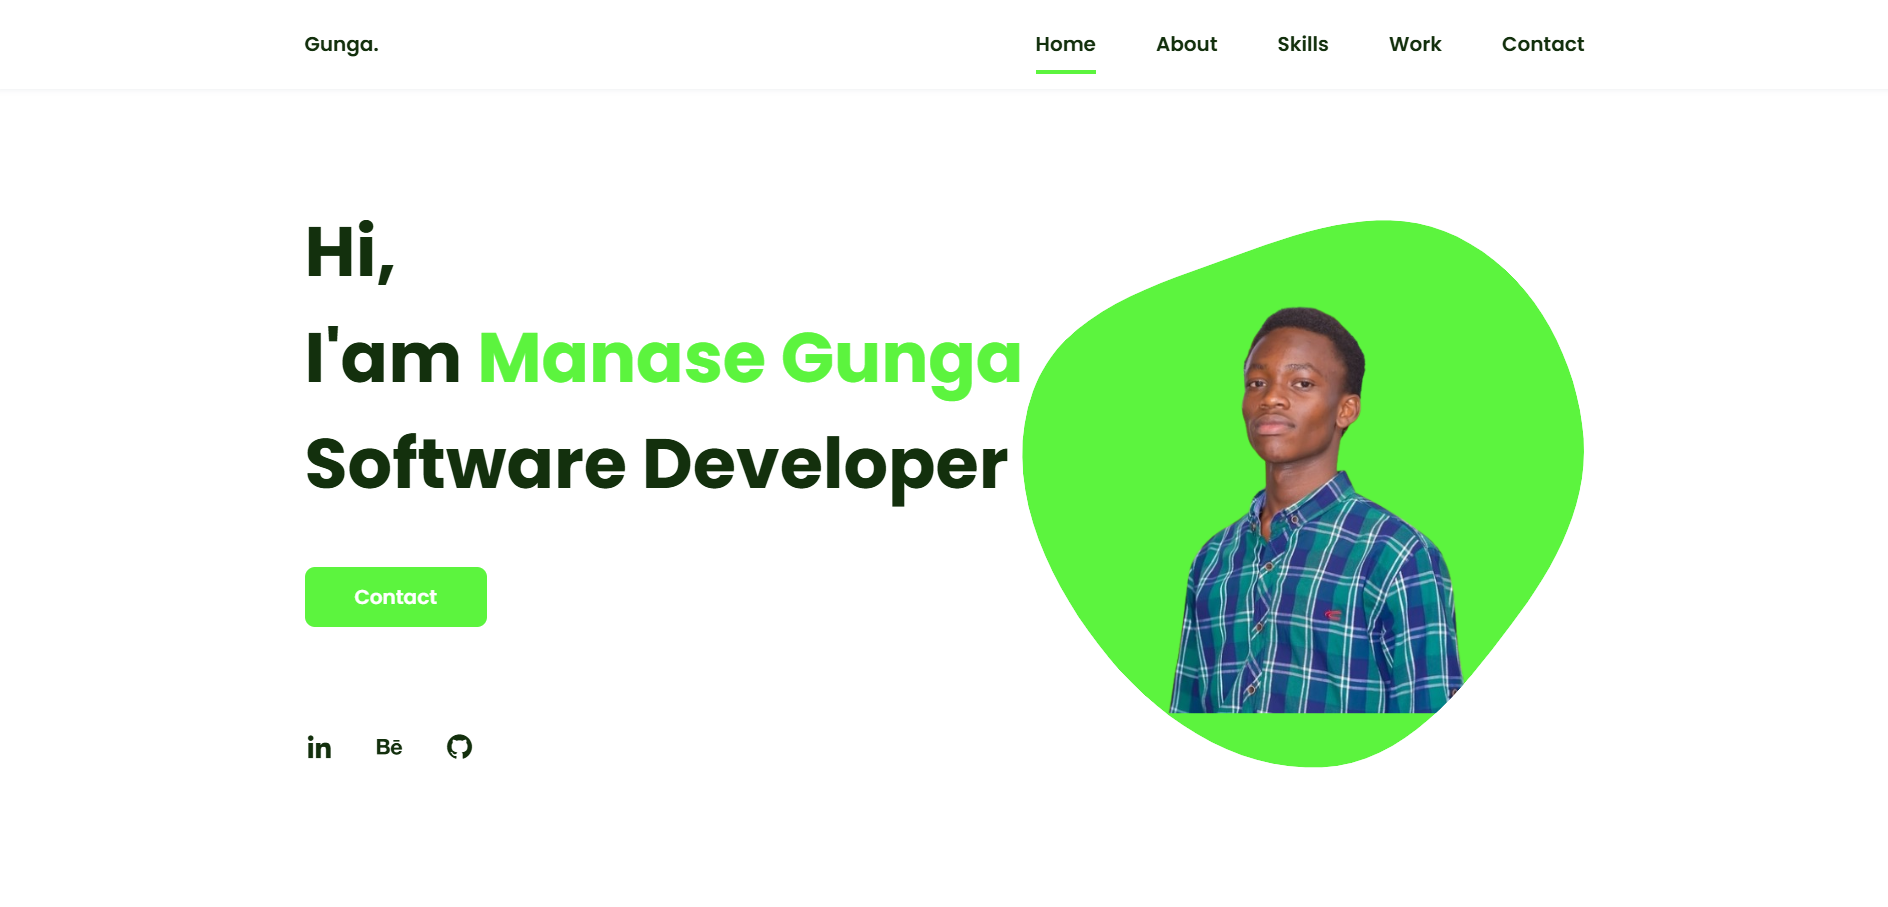 Gunga.
Home About Skills Work Contact
Hi,
I'am Manase Gunga
Software Developer
Contact
in Bē